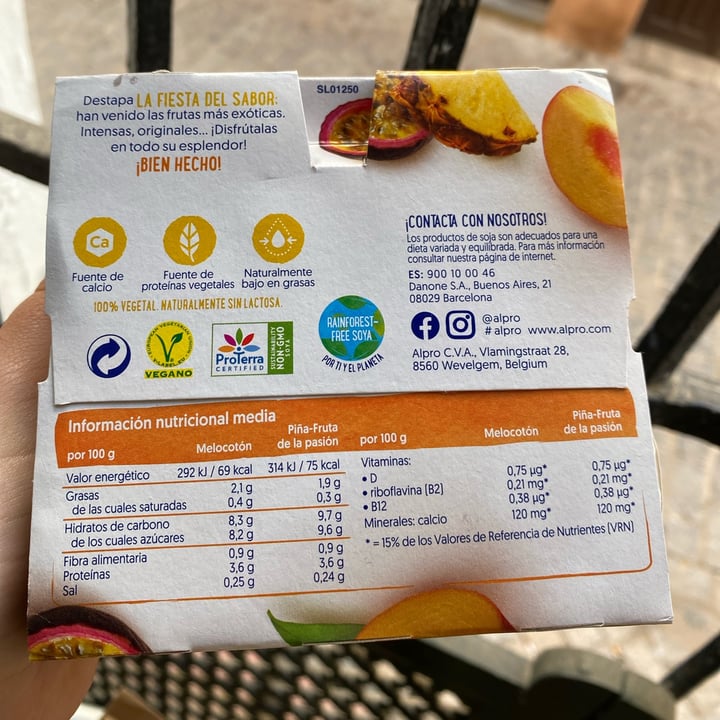 Destapa LA FIESTA DEL SABOR:
han venido las frutas más exóticas.
Intensas, originales... ¡Disfrútalas
en todo su esplendor!
¡BIEN HECHO!
SL01250
Ca
Fuente de
calcio
Fuente de
proteínas vegetales
Naturalmente
bajo en grasas
100% VEGETAL. NATURALMENTE SIN LACTOSA.
VEGANO
ProTerra
CERTIFIED
SUSTAINABILITY
NON-GMO
SOYA
RAINFOREST-
FREE SOYA
POR TI Y EL PLANETA
¡CONTACTA CON NOSOTROS!
Los productos de soja son adecuados para una
dieta variada y equilibrada. Para más información
consultar nuestra página de internet.
ES: 900 10 00 46
Danone S.A., Buenos Aires, 21
08029 Barcelona
@alpro
# alpro www.alpro.com
Alpro C.V.A., Vlamingstraat 28,
8560 Wevelgem, Belgium
Información nutricional media
por 100 g Melocotón Piña-Fruta
de la pasión
Valor energético 292 kJ / 69 kcal 314 kJ / 75 kcal
Grasas 2,1 g 1,9 g
de las cuales saturadas 0,4 g 0,3 g
Hidratos de carbono 8,3 g 9,7 g
de los cuales azúcares 8,2 g 9,6 g
Fibra alimentaria 0,9 g 0,9 g
Proteínas 3,6 g 3,6 g
Sal 0,25 g 0,24 g
por 100 g Melocotón Piña-Fruta
de la pasión
Vitaminas:
• D 0,75 µg* 0,75 µg*
• riboflavina (B2) 0,21 mg* 0,21 mg*
• B12 0,38 µg* 0,38 µg*
Minerales: calcio 120 mg* 120 mg*
* = 15% de los Valores de Referencia de Nutrientes (VRN)